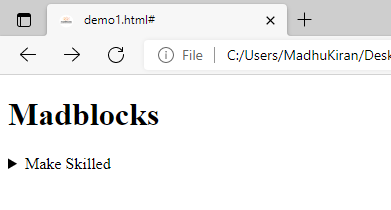 demo1.html#
File C:/Users/MadhuKiran/Desk
Madblocks
Make Skilled